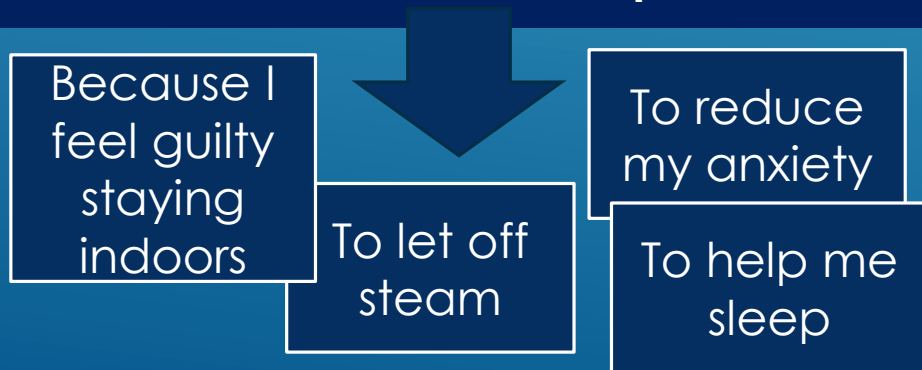 Because I
feel guilty
staying
indoors
To let off
steam
To reduce
my anxiety
To help me
sleep